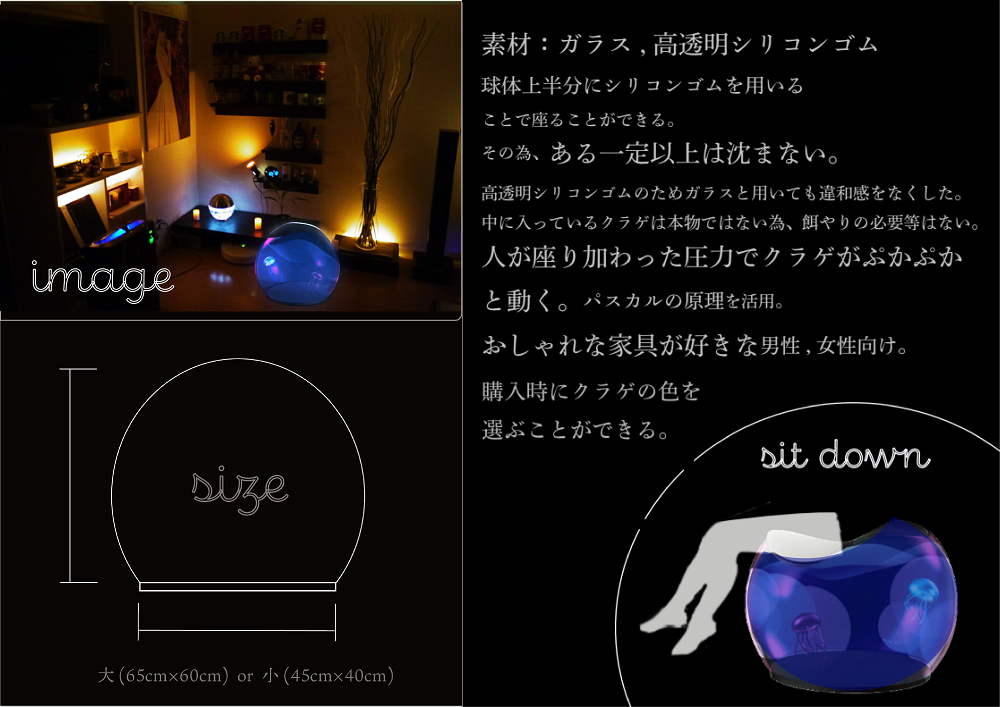 image
size
大(65cm×60cm) or 小(45cm×40cm)
素材：ガラス , 高透明シリコンゴム
球体上半分にシリコンゴムを用いる
ことで座ることができる。
その為、ある一定以上は沈まない。
高透明シリコンゴムのためガラスと用いても違和感をなくした。
中に入っているクラゲは本物ではない為、餌やりの必要等はない。
人が座り加わった圧力でクラゲがぷかぷか
と動く。パスカルの原理を活用。
おしゃれな家具が好きな男性 , 女性向け。
購入時にクラゲの色を
選ぶことができる。
sit down